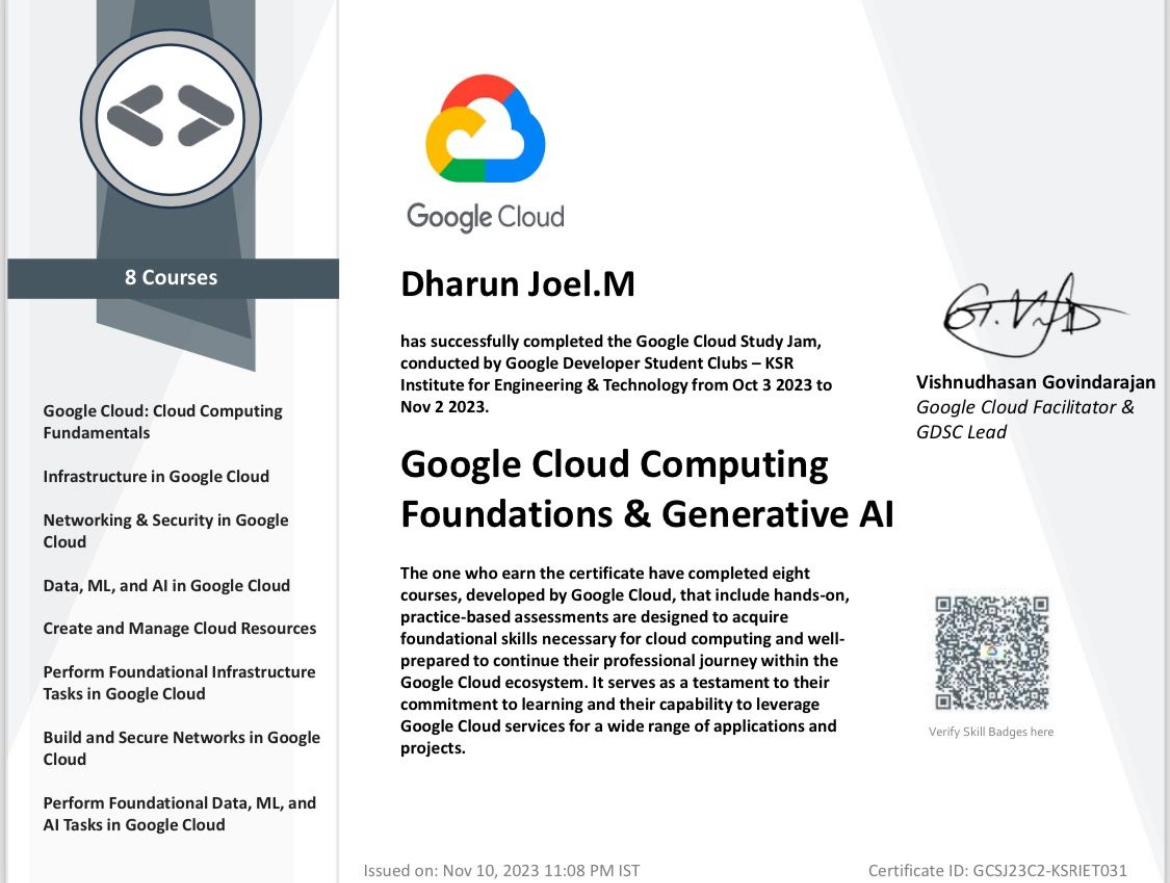 8 Courses
Google Cloud: Cloud Computing
Fundamentals
Infrastructure in Google Cloud
Networking & Security in Google
Cloud
Data, ML, and AI in Google Cloud
Create and Manage Cloud Resources
Perform Foundational Infrastructure
Tasks in Google Cloud
Build and Secure Networks in Google
Cloud
Perform Foundational Data, ML, and
AI Tasks in Google Cloud
Google Cloud
Dharun Joel.M
has successfully completed the Google Cloud Study Jam,
conducted by Google Developer Student Clubs – KSR
Institute for Engineering & Technology from Oct 3 2023 to
Nov 2 2023.
Google Cloud Computing
Foundations & Generative AI
The one who earn the certificate have completed eight
courses, developed by Google Cloud, that include hands-on,
practice-based assessments are designed to acquire
foundational skills necessary for cloud computing and well-
prepared to continue their professional journey within the
Google Cloud ecosystem. It serves as a testament to their
commitment to learning and their capability to leverage
Google Cloud services for a wide range of applications and
projects.
Vishnudhasan Govindarajan
Google Cloud Facilitator &
GDSC Lead
Verify Skill Badges here
Issued on: Nov 10, 2023 11:08 PM IST
Certificate ID: GCSJ23C2-KSRIET031